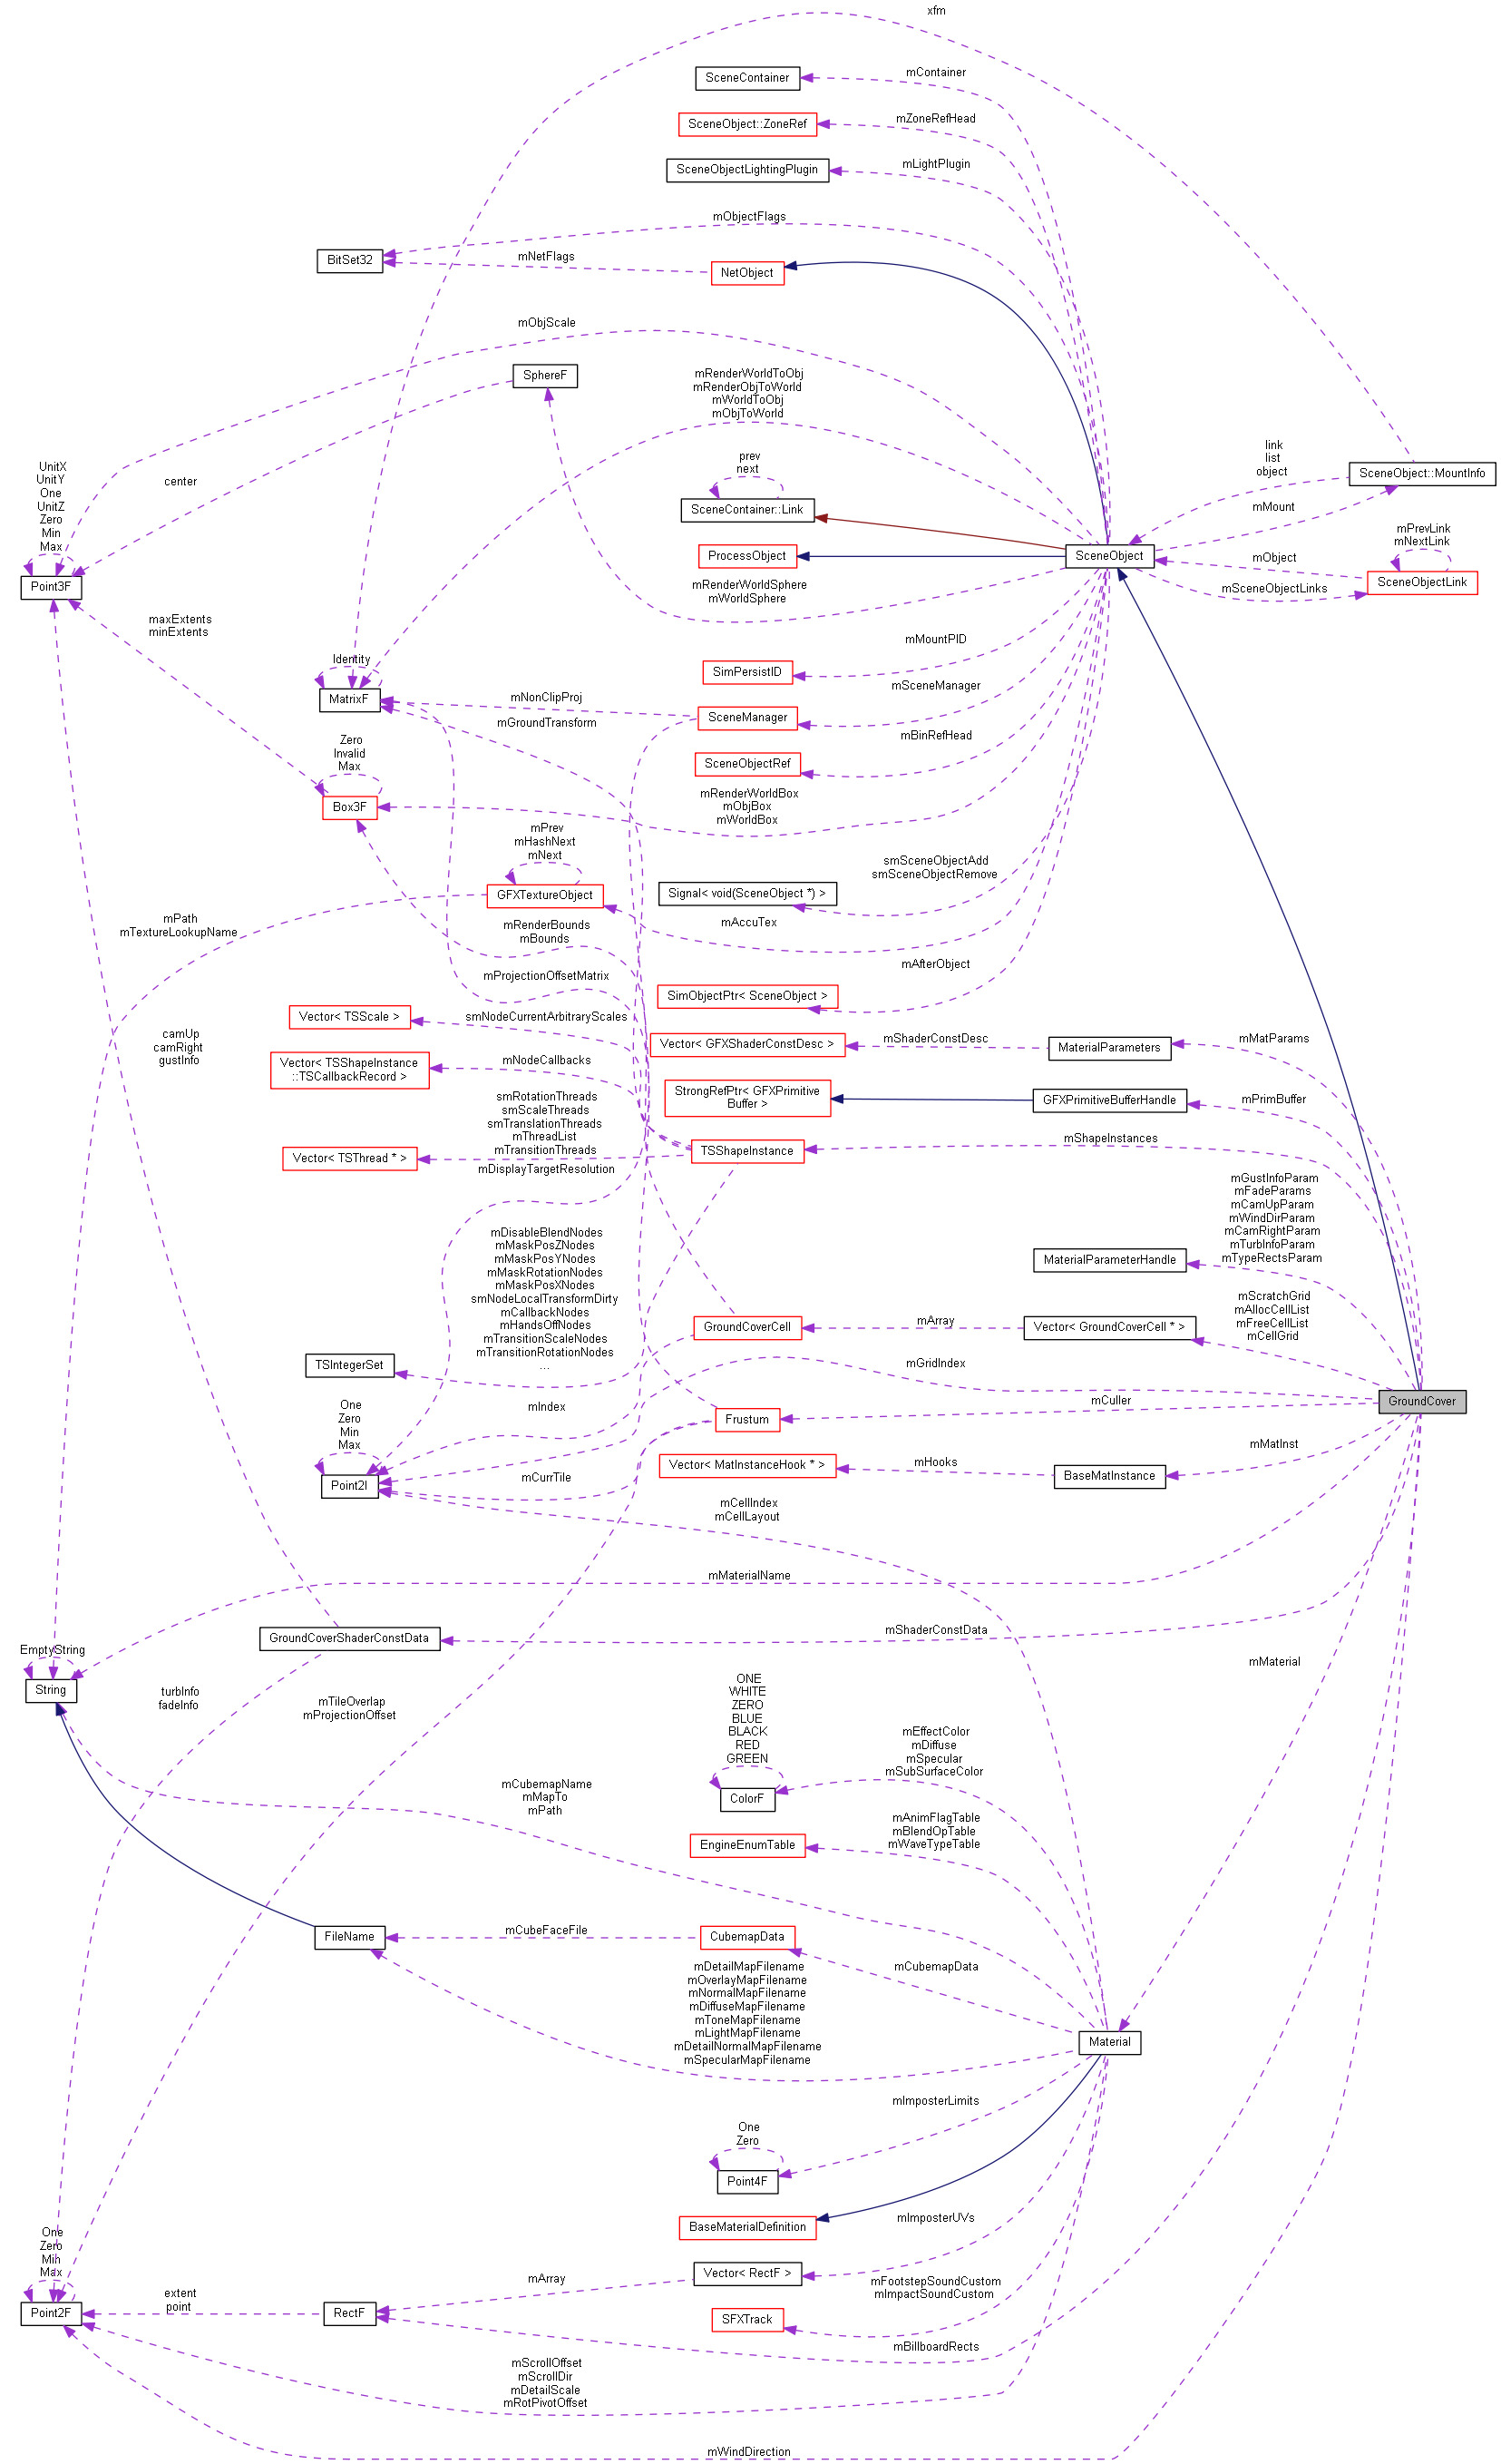 xfm
SceneContainer
mContainer
SceneObject::ZoneRef
mZoneRefHead
SceneObjectLightingPlugin
mLightPlugin
mObjectFlags
BitSet32
mNetFlags
NetObject
mObjScale
SphereF
mRenderWorldToObj
mRenderObjToWorld
mWorldToObj
mObjToWorld
link
list
object
SceneObject::MountInfo
UnitX
UnitY
One
UnitZ
Zero
Min
Max
center
prev
next
SceneContainer::Link
mMount
mPrevLink
mNextLink
ProcessObject
SceneObject
mObject
SceneObjectLink
Point3F
mRenderWorldSphere
mWorldSphere
mSceneObjectLinks
maxExtents
minExtents
mMountPID
Identity
SimPersistID
MatrixF
mNonClipProj
mSceneManager
SceneManager
mGroundTransform
mBinRefHead
Zero
Invalid
Max
SceneObjectRef
Box3F
mRenderWorldBox
mObjBox
mWorldBox
mPrev
mHashNext
mNext
smSceneObjectAdd
smSceneObjectRemove
GFXTextureObject
Signal< void(SceneObject *) >
mPath
mTextureLookupName
mRenderBounds
mBounds
mAccuTex
mAfterObject
mProjectionOffsetMatrix
SimObjectPtr< SceneObject >
Vector< TSScale >
smNodeCurrentArbitraryScales
camUp
camRight
gustInfo
Vector< GFXShaderConstDesc >
mShaderConstDesc
MaterialParameters
mMatParams
Vector< TSShapeInstance
::TSCallbackRecord >
mNodeCallbacks
StrongRefPtr< GFXPrimitive
Buffer >
GFXPrimitiveBufferHandle
mPrimBuffer
smRotationThreads
smScaleThreads
smTranslationThreads
mThreadList
mTransitionThreads
Vector< TSThread * >
TSShapeInstance
mShapeInstances
mDisplayTargetResolution
mGustInfoParam
mFadeParams
mCamUpParam
mWindDirParam
mCamRightParam
mTurbInfoParam
mTypeRectsParam
MaterialParameterHandle
mDisableBlendNodes
mMaskPosZNodes
mMaskPosYNodes
mMaskRotationNodes
mMaskPosXNodes
smNodeLocalTransformDirty
mCallbackNodes
mHandsOffNodes
mTransitionScaleNodes
mTransitionRotationNodes
...
TSIntegerSet
GroundCoverCell
mArray
Vector< GroundCoverCell * >
mScratchGrid
mAllocCellList
mFreeCellList
mCellGrid
mGridIndex
GroundCover
One
Zero
Min
Max
mIndex
Frustum
mCuller
mMatInst
Vector< MatInstanceHook * >
mHooks
BaseMatInstance
Point2I
mCurrTile
mCellIndex
mCellLayout
mMaterialName
GroundCoverShaderConstData
mShaderConstData
EmptyString
String
mMaterial
turbInfo
fadeInfo
mTileOverlap
mProjectionOffset
ONE
WHITE
ZERO
BLUE
BLACK
RED
GREEN
mEffectColor
mDiffuse
mSpecular
mSubSurfaceColor
ColorF
mCubemapName
mMapTo
mPath
mAnimFlagTable
mBlendOpTable
mWaveTypeTable
EngineEnumTable
FileName
mCubeFaceFile
CubemapData
mCubemapData
mDetailMapFilename
mOverlayMapFilename
mNormalMapFilename
mDiffuseMapFilename
mToneMapFilename
mLightMapFilename
mDetailNormalMapFilename
mSpecularMapFilename
Material
mImposterLimits
One
Zero
Point4F
BaseMaterialDefinition
mImposterUVs
One
Zero
Min
Max
Vector< RectF >
mArray
mFootstepSoundCustom
mImpactSoundCustom
extent
point
Point2F
RectF
SFXTrack
mBillboardRects
mScrollOffset
mScrollDir
mDetailScale
mRotPivotOffset
mWindDirection